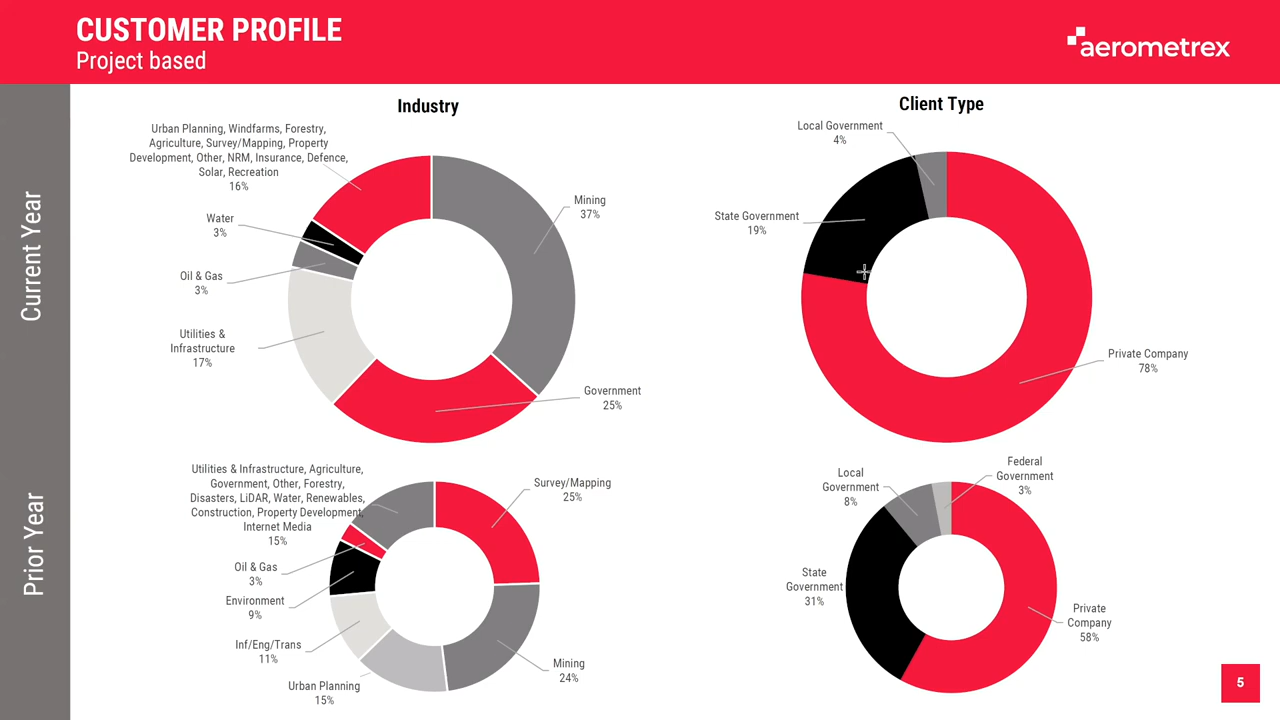 CUSTOMER PROFILE
Project based
aerometrex
Current Year
Industry
Urban Planning, Windfarms, Forestry,
Agriculture, Survey/Mapping, Property
Development, Other, NRM, Insurance, Defence,
Solar, Recreation
16%
Water
3%
Oil & Gas
3%
Utilities &
Infrastructure
17%
Mining
37%
Government
25%
Client Type
Local Government
4%
State Government
19%
Private Company
78%
Prior Year
Utilities & Infrastructure, Agriculture,
Government, Other, Forestry,
Disasters, LiDAR, Water, Renewables,
Construction, Property Development,
Internet Media
15%
Oil & Gas
3%
Environment
9%
Inf/Eng/Trans
11%
Urban Planning
15%
Survey/Mapping
25%
Mining
24%
Local
Government
8%
Federal
Government
3%
State
Government
31%
Private
Company
58%
5